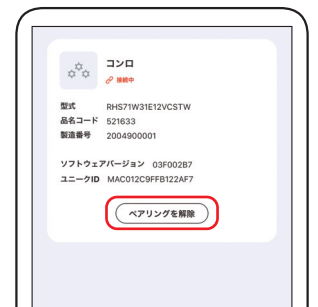 コンロ
接続中
型式 RHS71W31E12VCSTW
品名コード 521633
製造番号 2004900001
ソフトウェアバージョン 03F002B7
ユニークID MAC012C9FFB122AF7
ペアリングを解除